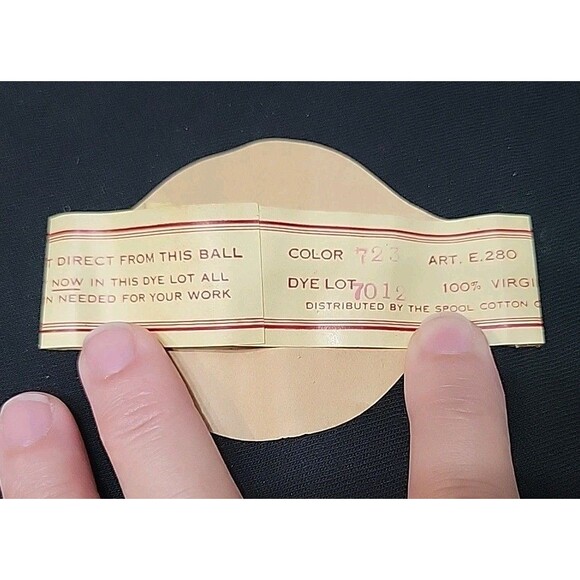 T DIRECT FROM THIS BALL
NOW IN THIS DYE LOT ALL
N NEEDED FOR YOUR WORK
COLOR 723 ART. E.280
DYE LOT 7012 100% VIRGI
DISTRIBUTED BY THE SPOOL COTTON C